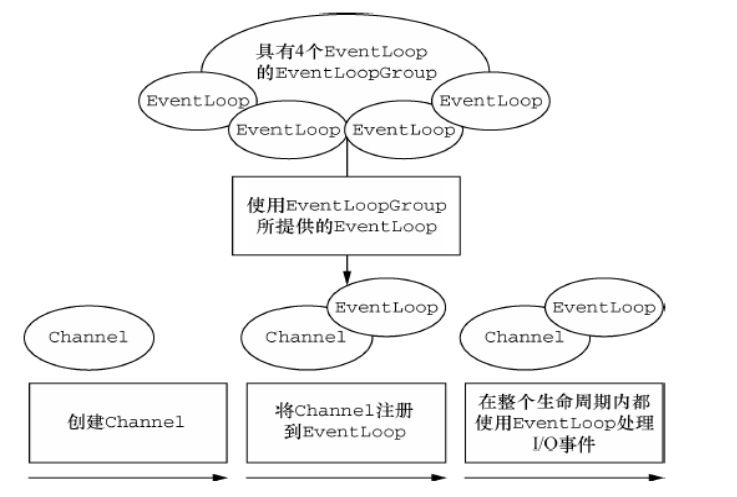 具有4个EventLoop
的EventLoopGroup
EventLoop
EventLoop
EventLoop
EventLoop
使用EventLoopGroup
所提供的EventLoop
EventLoop
EventLoop
Channel
Channel
Channel
创建Channel
将Channel注册
到EventLoop
在整个生命周期内都
使用EventLoop处理
I/O事件